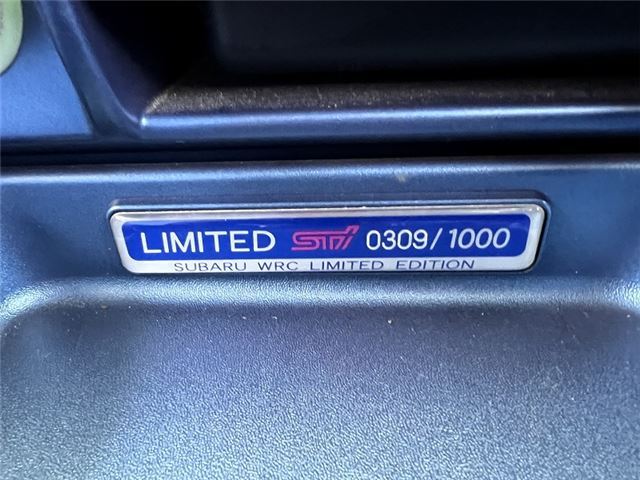 LIMITED STi 0309/1000
SUBARU WRC LIMITED EDITION